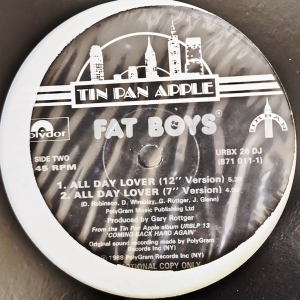 TIN PAN APPLE
polydor
FAT BOYS
URBX 26 DJ
(871 011-1)
SIDE TWO
45 RPM
1. ALL DAY LOVER (12" Version)
2. ALL DAY LOVER (7" Version)
(D. Robinson, D. Wimbley, G. Rottger, J. Glenn)
PolyGram Music Publishing Ltd
Produced by Gary Rottger
From the Tin Pan Apple album URBLP 13
'COMING BACK HARD AGAIN'
Original sound recording made by PolyGram
Records Inc (NY)
1988 PolyGram Records Inc (NY)
COPY ONLY